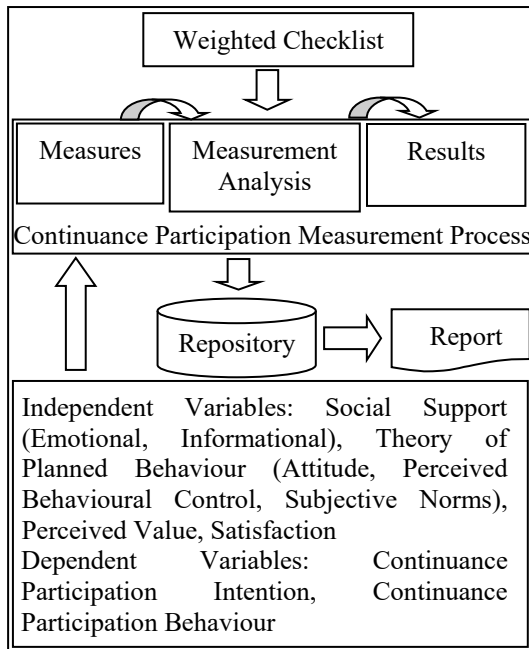 Weighted Checklist
Measures
Measurement
Analysis
Results
Continuance Participation Measurement Process
Repository
Report
Independent Variables: Social Support
(Emotional, Informational), Theory of
Planned Behaviour (Attitude, Perceived
Behavioural Control, Subjective Norms),
Perceived Value, Satisfaction
Dependent Variables: Continuance
Participation Intention, Continuance
Participation Behaviour